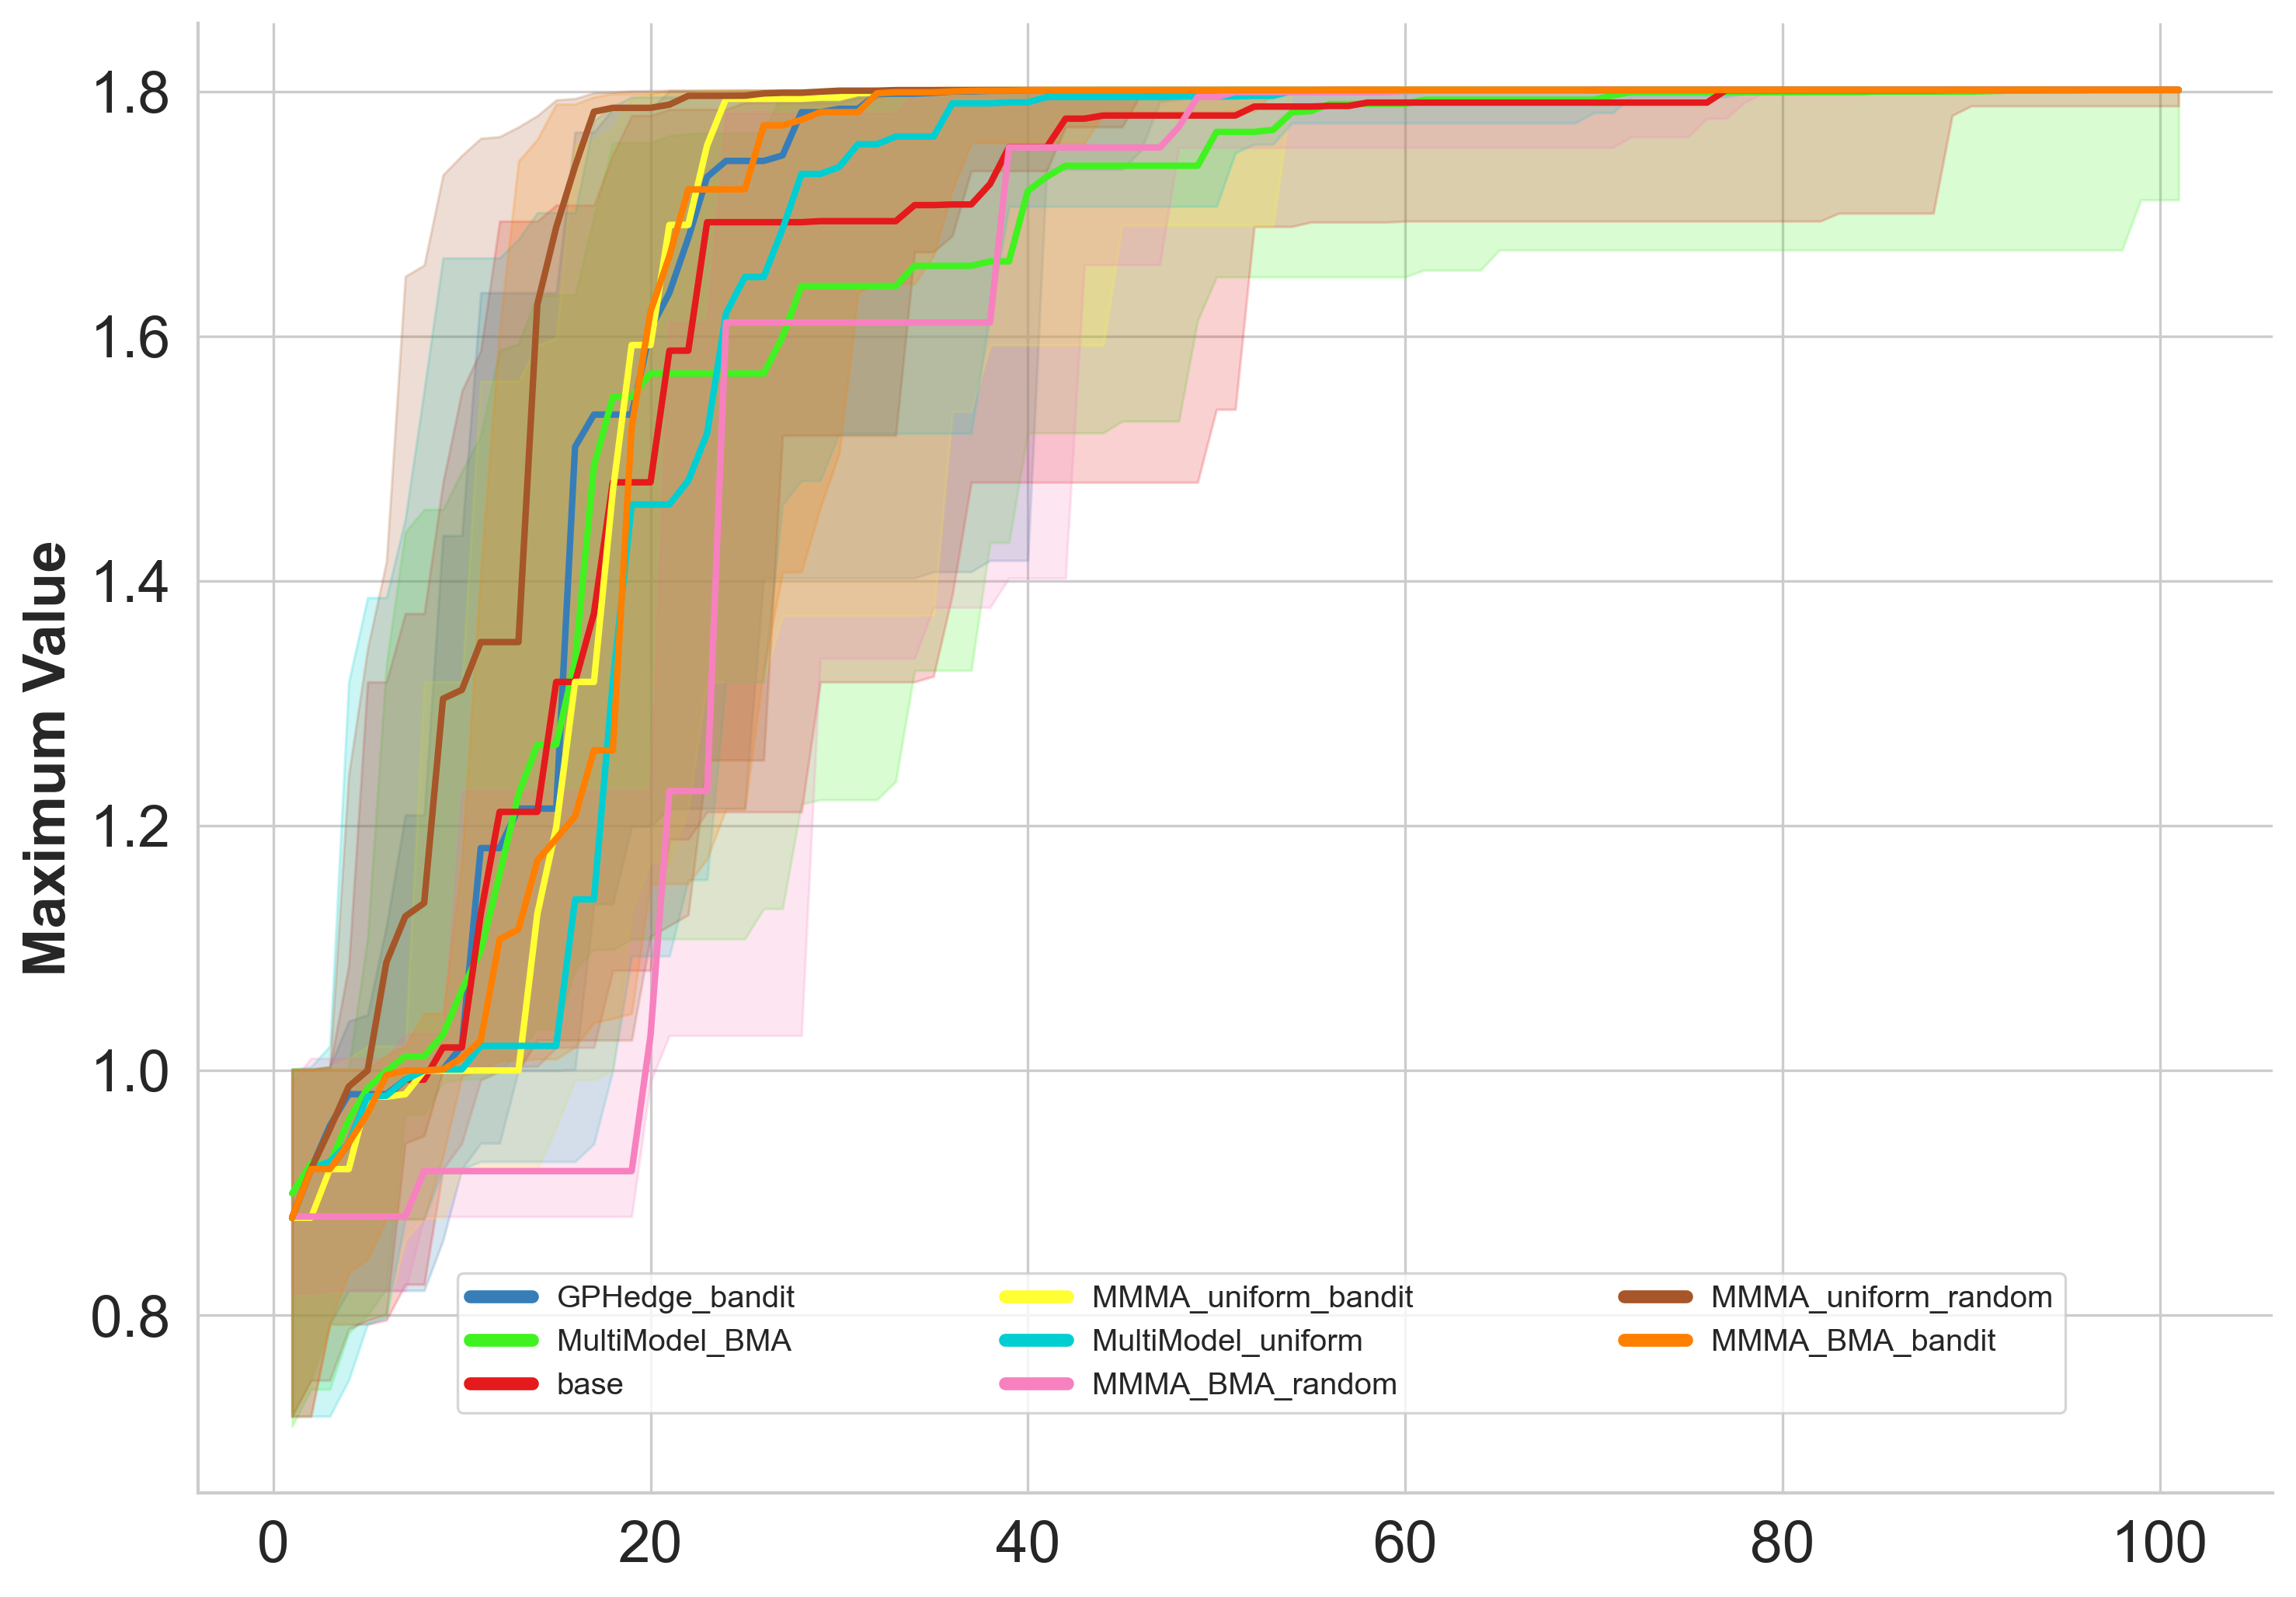 Maximum Value
1.8
1.6
1.4
1.2
1.0
0.8
GPHedge_bandit
MultiModel_BMA
base
MMMA_uniform_bandit
MultiModel_uniform
MMMA_BMA_random
MMMA_uniform_random
MMMA_BMA_bandit
0 20 40 60 80 100